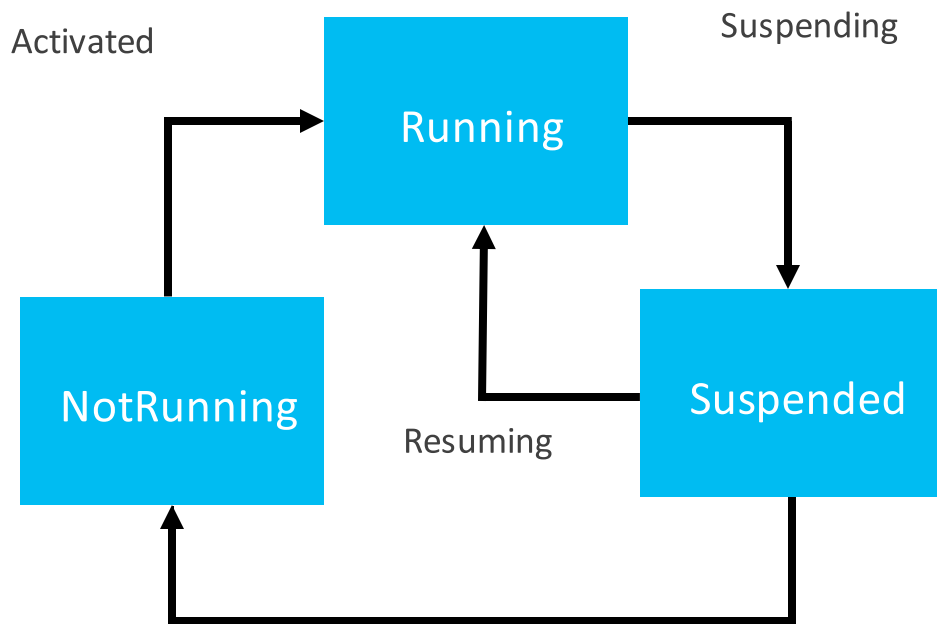 Activated
Suspending
Running
NotRunning
Suspended
Resuming